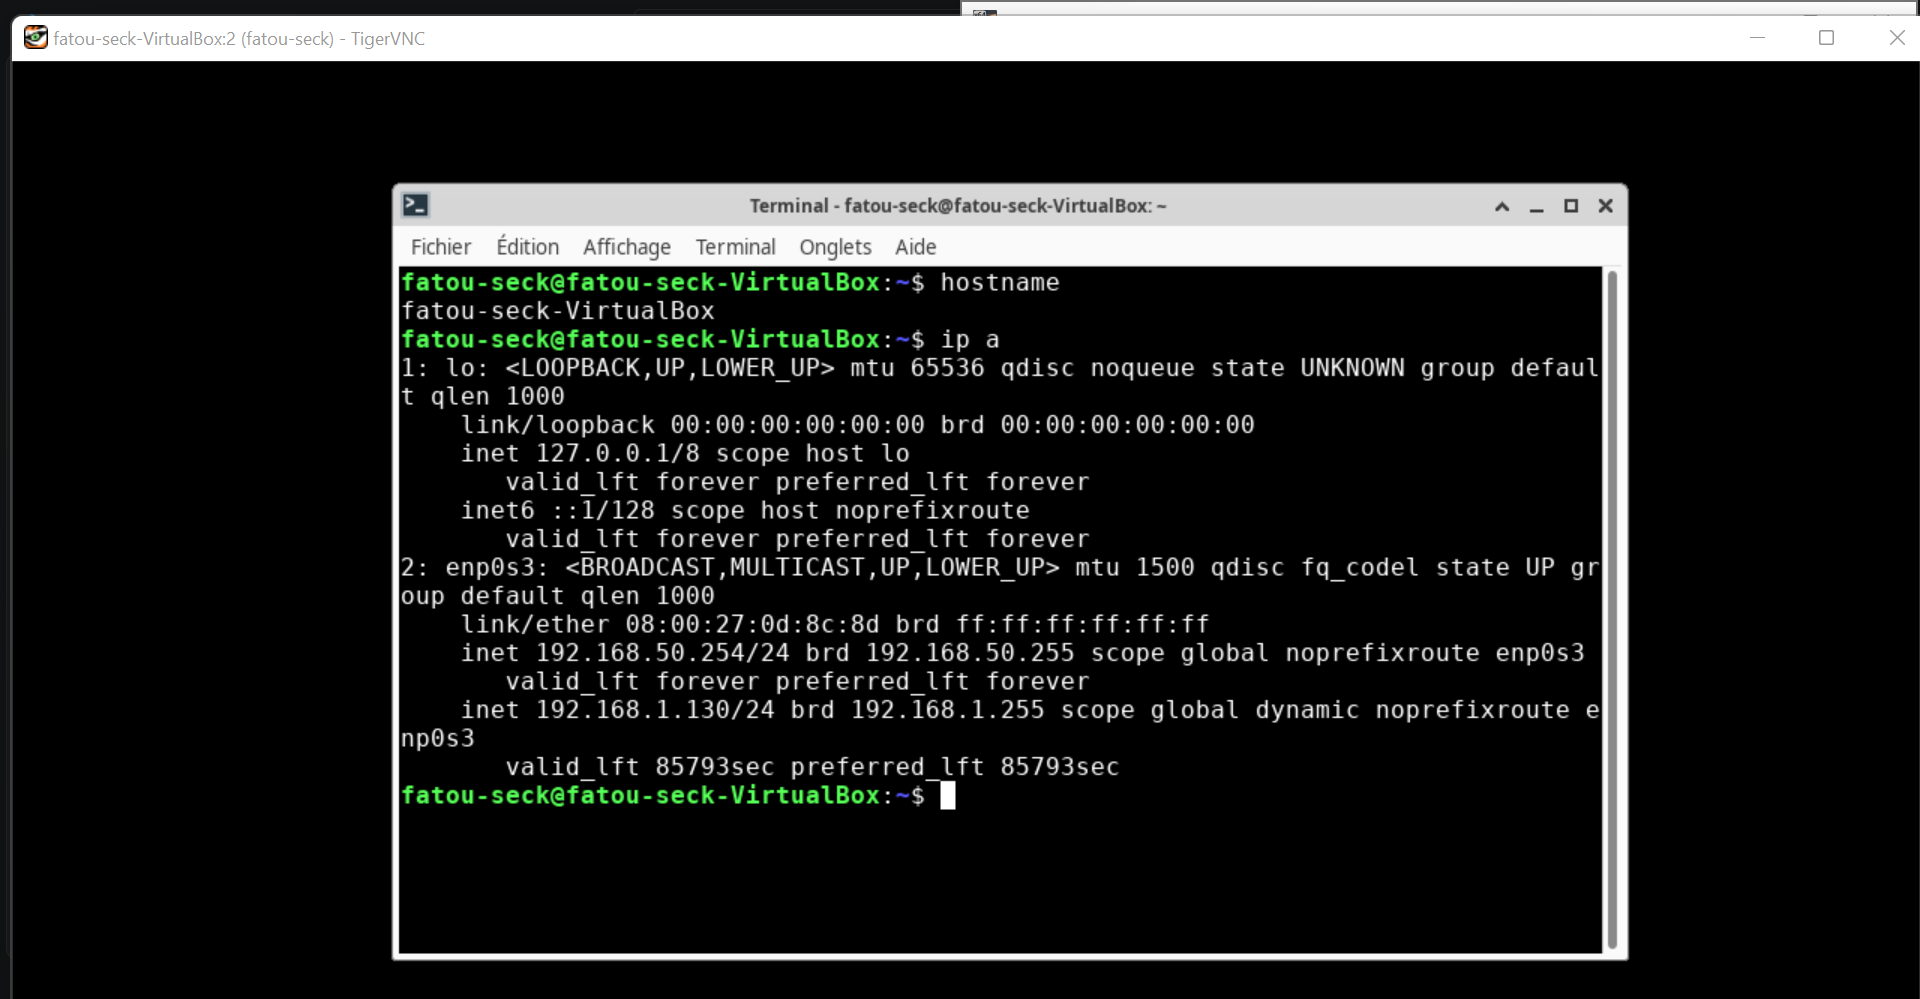 fatou-seck-VirtualBox:2 (fatou-seck) - TigerVNC
Terminal - fatou-seck@fatou-seck-VirtualBox: ~
Fichier Édition Affichage Terminal Onglets Aide
fatou-seck@fatou-seck-VirtualBox:~$ hostname
fatou-seck-VirtualBox
fatou-seck@fatou-seck-VirtualBox:~$ ip a
1: lo: <LOOPBACK,UP,LOWER_UP> mtu 65536 qdisc noqueue state UNKNOWN group defaul
t qlen 1000
    link/loopback 00:00:00:00:00:00 brd 00:00:00:00:00:00
    inet 127.0.0.1/8 scope host lo
       valid_lft forever preferred_lft forever
    inet6 ::1/128 scope host noprefixroute
       valid_lft forever preferred_lft forever
2: enp0s3: <BROADCAST,MULTICAST,UP,LOWER_UP> mtu 1500 qdisc fq_codel state UP gr
oup default qlen 1000
    link/ether 08:00:27:0d:8c:8d brd ff:ff:ff:ff:ff:ff
    inet 192.168.50.254/24 brd 192.168.50.255 scope global noprefixroute enp0s3
       valid_lft forever preferred_lft forever
    inet 192.168.1.130/24 brd 192.168.1.255 scope global dynamic noprefixroute e
np0s3
       valid_lft 85793sec preferred_lft 85793sec
fatou-seck@fatou-seck-VirtualBox:~$